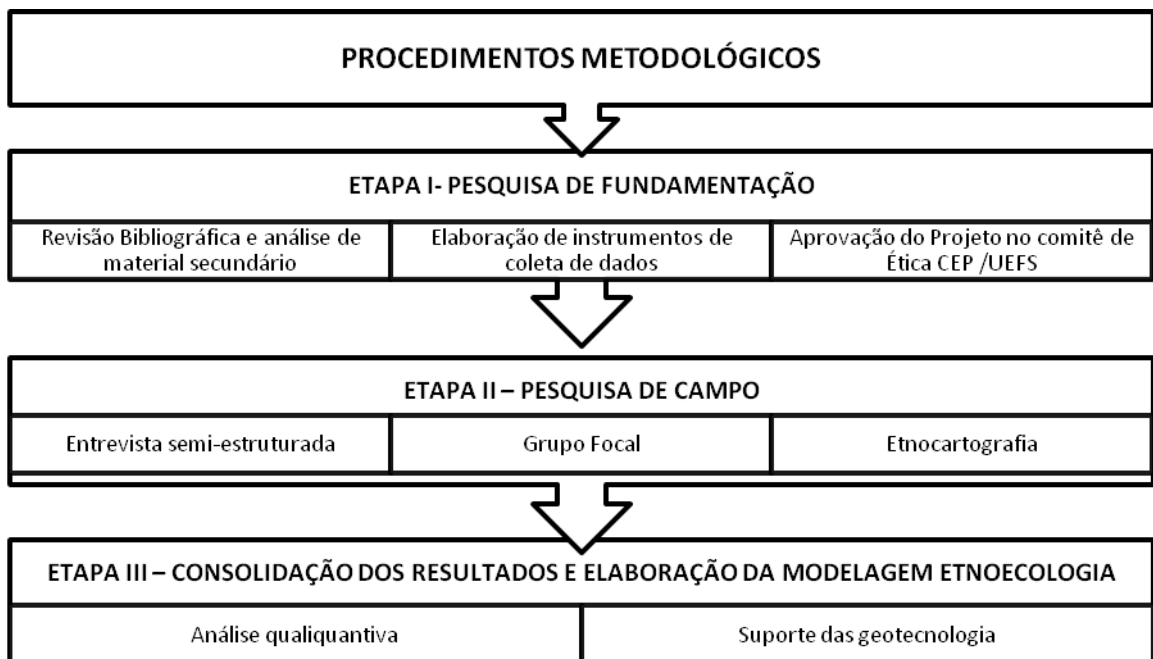 PROCEDIMENTOS METODOLÓGICOS
ETAPA I- PESQUISA DE FUNDAMENTAÇÃO
Revisão Bibliográfica e análise de
material secundário
Elaboração de instrumentos de
coleta de dados
Aprovação do Projeto no comitê de
Ética CEP /UEFS
ETAPA II – PESQUISA DE CAMPO
Entrevista semi-estruturada
Grupo Focal
Etnocartografia
ETAPA III – CONSOLIDAÇÃO DOS RESULTADOS E ELABORAÇÃO DA MODELAGEM ETNOECOLOGIA
Análise qualiquantiva
Suporte das geotecnologia